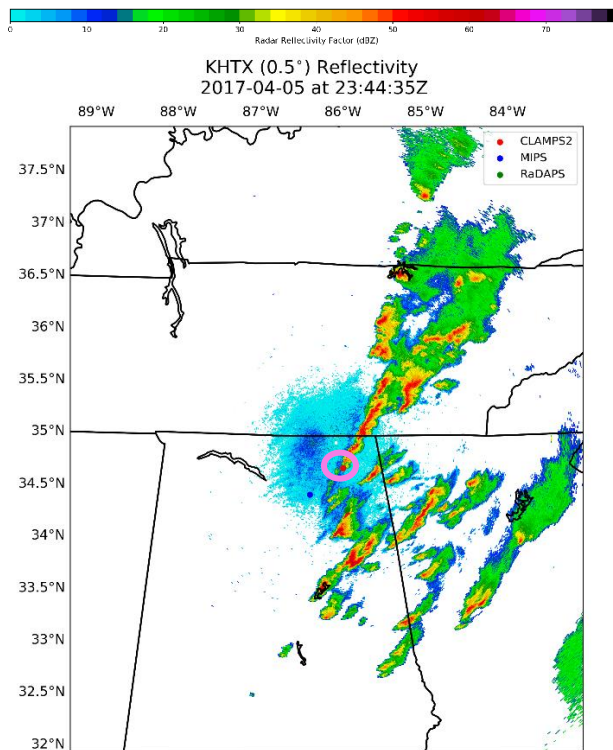 0 10 20 30 40 50 60 70
Radar Reflectivity Factor (dBZ)
KHTX (0.5˚) Reflectivity
2017-04-05 at 23:44:35Z
89°W 88°W 87°W 86°W 85°W 84°W
CLAMPS2
MIPS
RaDAPS
37.5°N
37°N
36.5°N
36°N
35.5°N
35°N
34.5°N
34°N
33.5°N
33°N
32.5°N
32°N